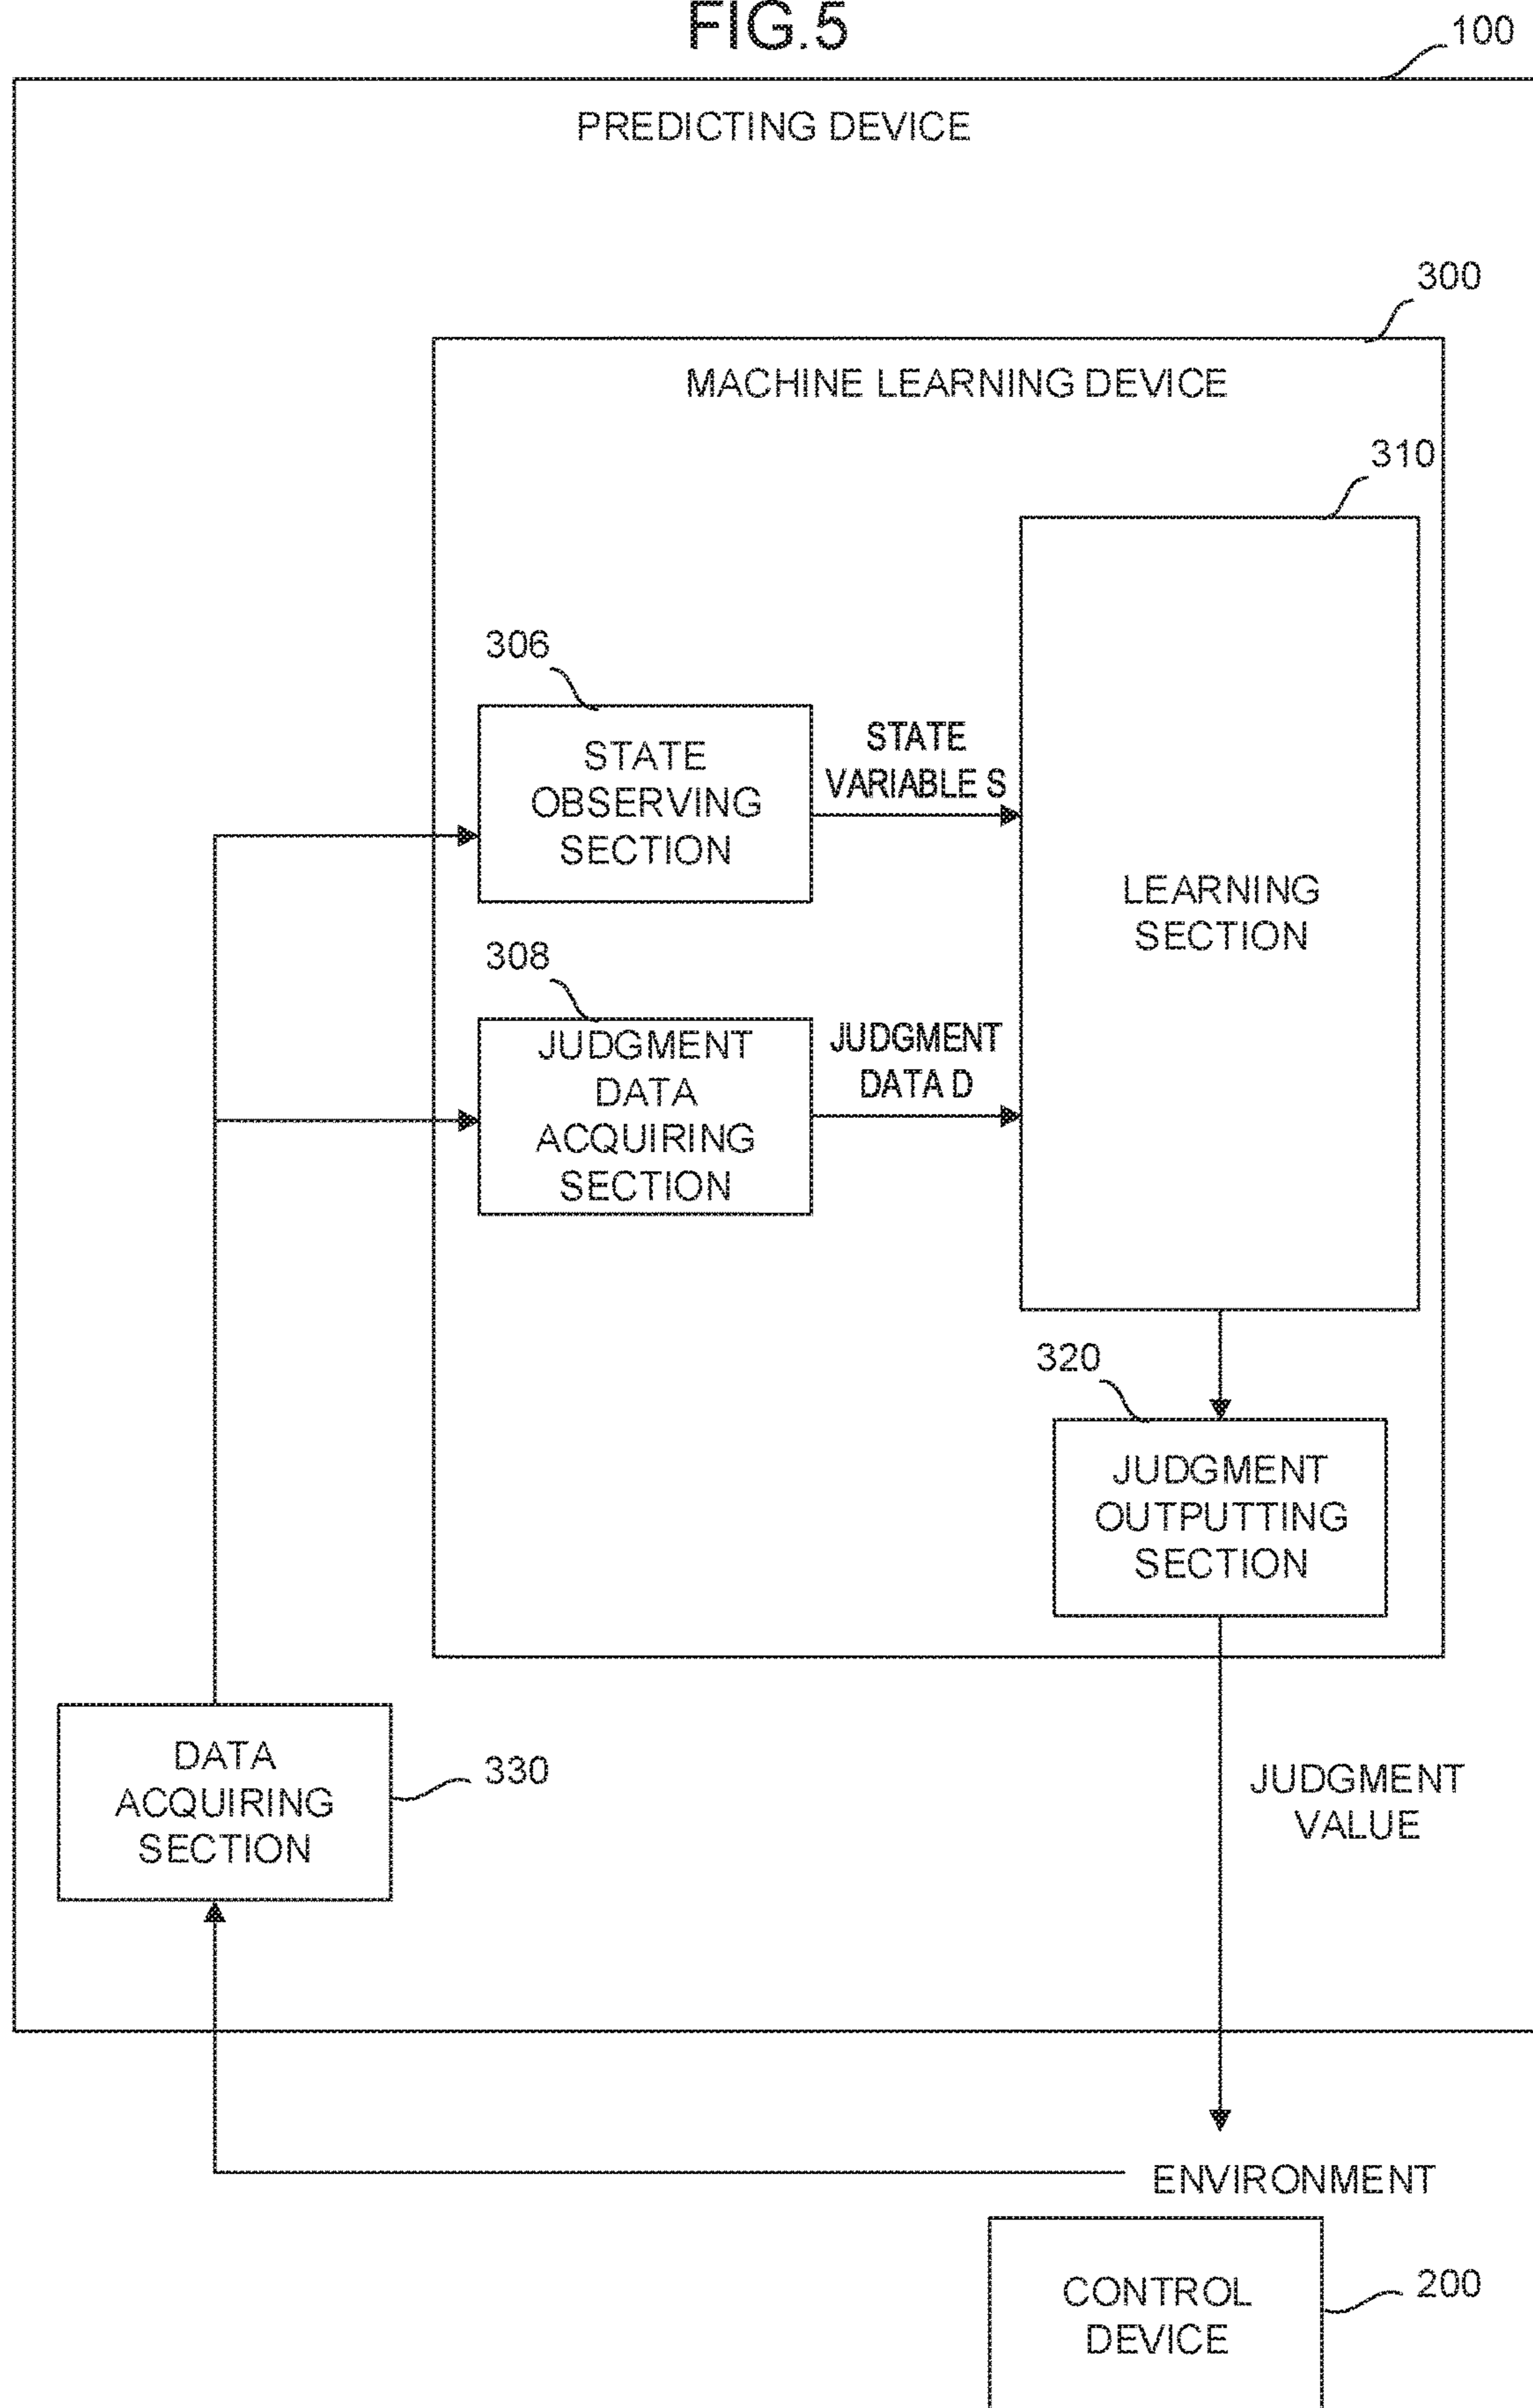 FIG.5
100
PREDICTING DEVICE
300
MACHINE LEARNING DEVICE
310
306
STATE
OBSERVING
SECTION
STATE
VARIABLE S
LEARNING
SECTION
308
JUDGMENT
DATA
ACQUIRING
SECTION
JUDGMENT
DATA D
320
JUDGMENT
OUTPUTTING
SECTION
DATA
ACQUIRING
SECTION
330
JUDGMENT
VALUE
ENVIRONMENT
CONTROL
DEVICE
200